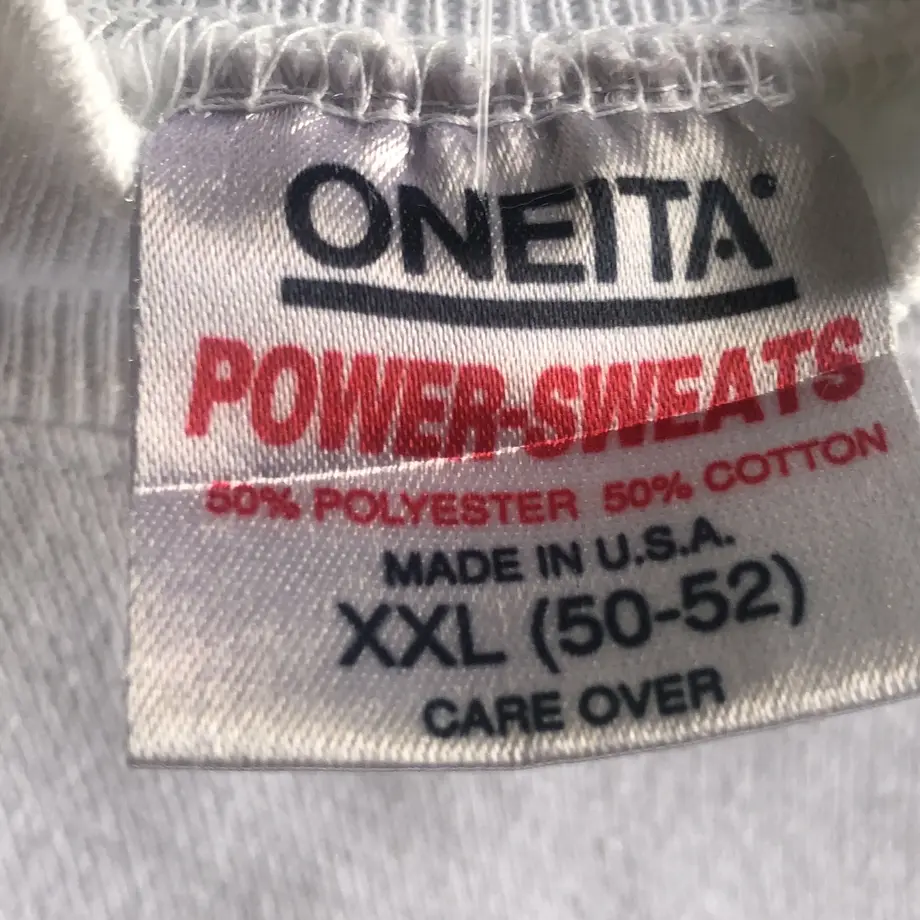 ONEITA®
POWER-SWEATS
50% POLYESTER 50% COTTON
MADE IN U.S.A.
XXL (50-52)
CARE OVER